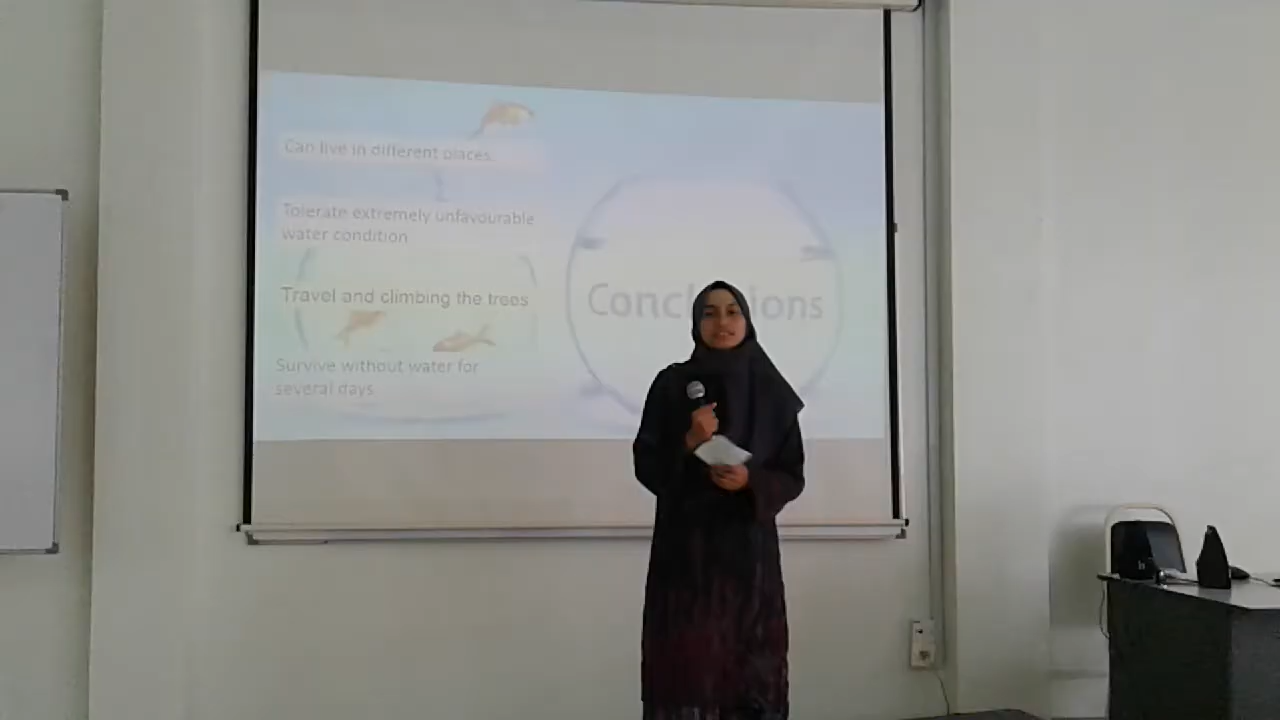 Can live in different places.
Tolerate extremely unfavourable
water condition
Travel and climbing the trees
Survive without water for
several days
Conclusions